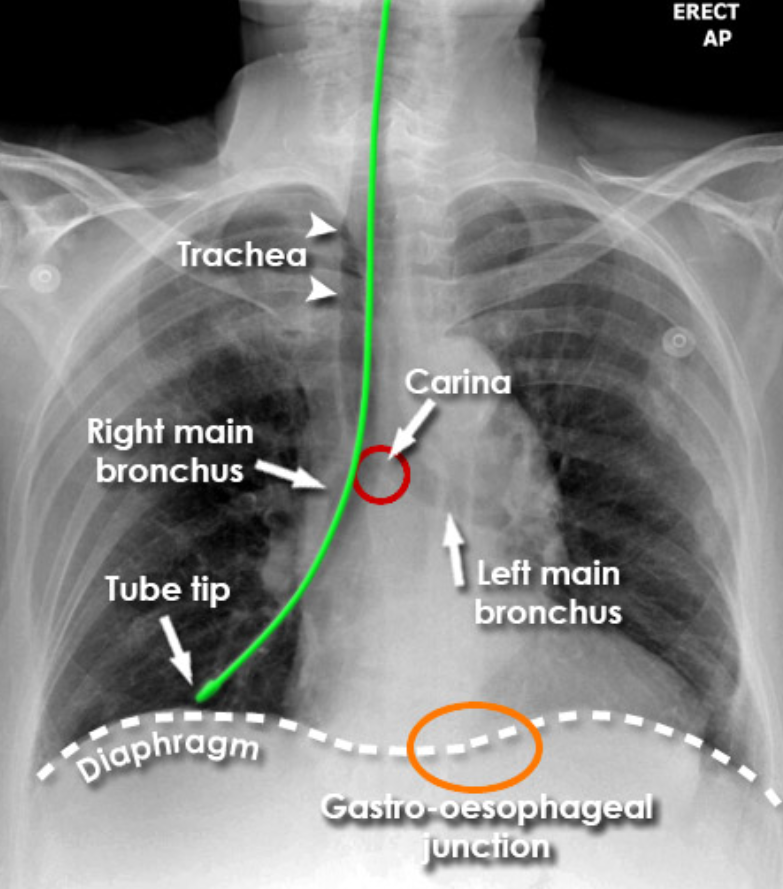 ERECT
AP
Trachea
Carina
Right main
bronchus
Tube tip
Left main
bronchus
Diaphragm
Gastro-oesophageal
junction